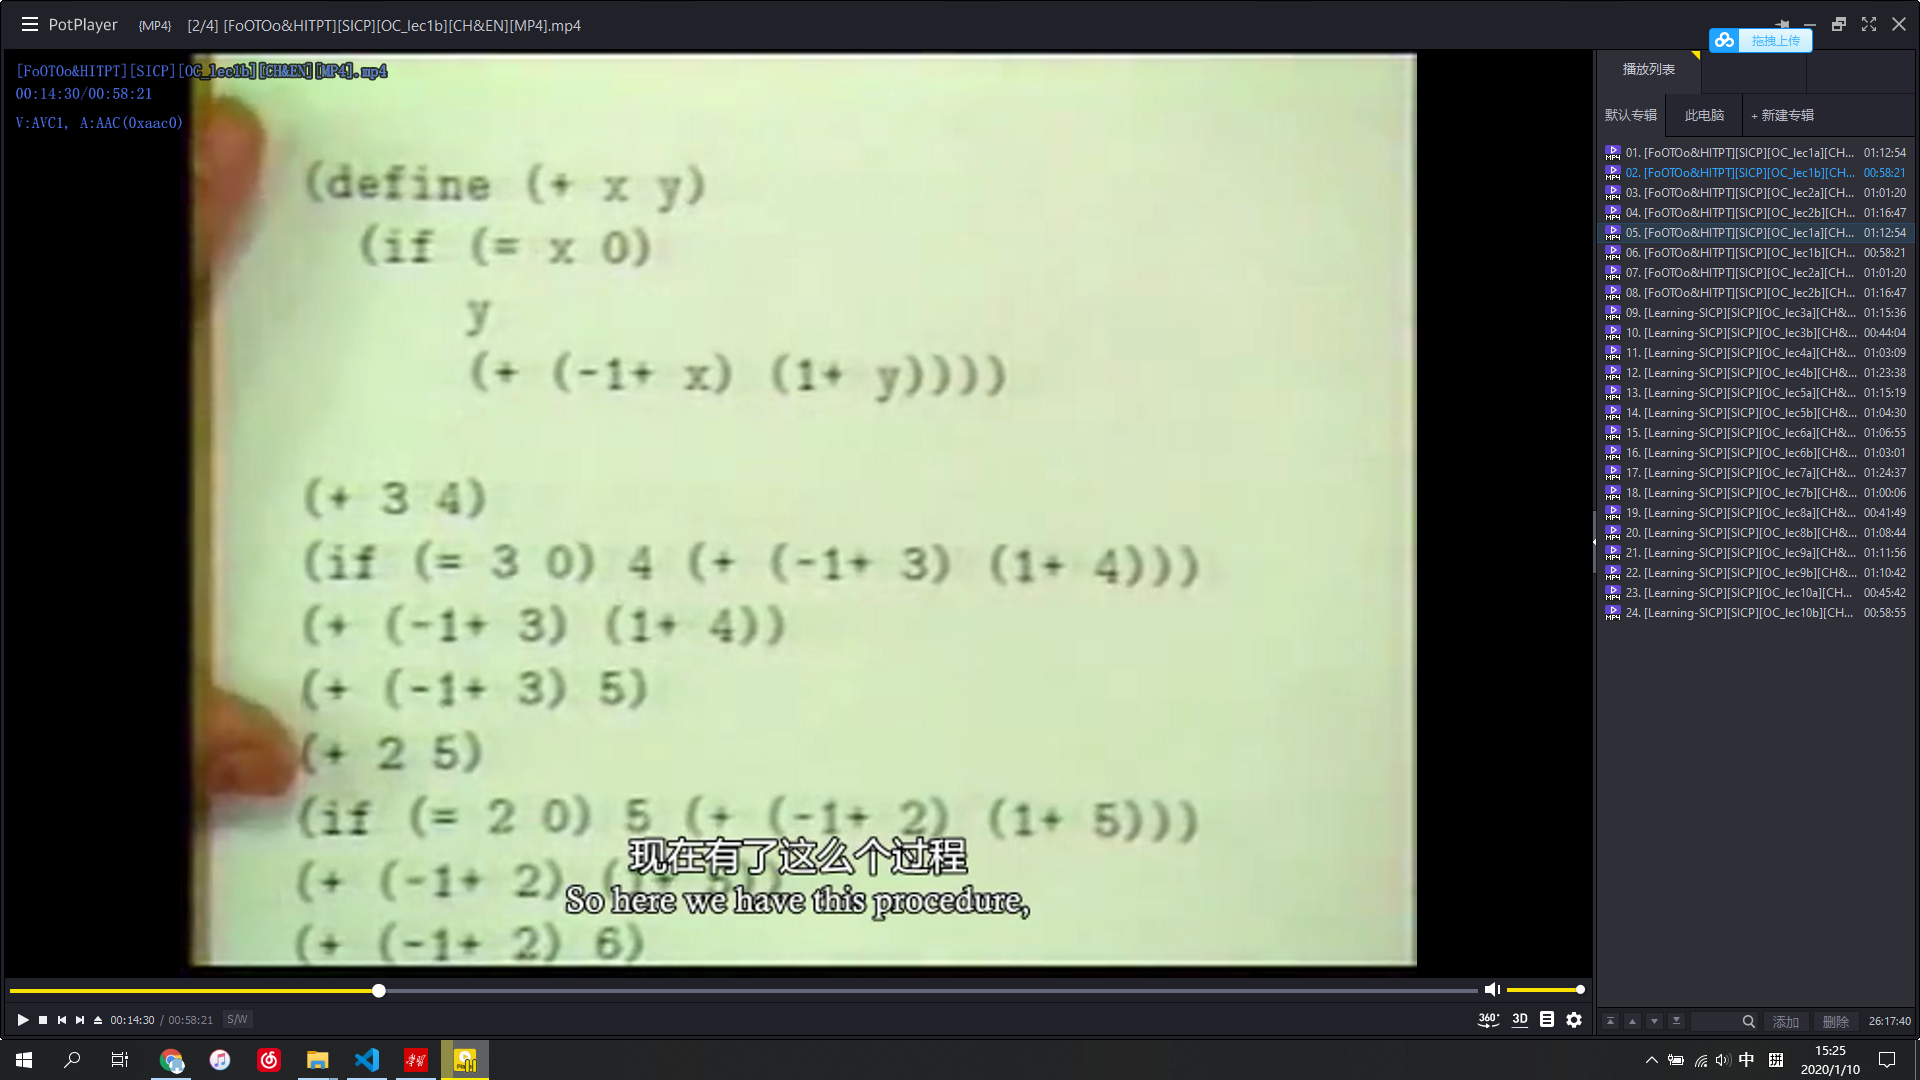 PotPlayer {MP4} [2/4] [FoOTOo&HITPT][SICP][OC_lec1b][CH&EN][MP4].mp4
拖拽上传
[FoOTOo&HITPT][SICP][OC_lec1b][CH&EN][MP4].mp4
00:14:30/00:58:21
V:AVC1, A:AAC(0xaac0)
(define (+ x y)
(if (= x 0)
y
(+ (-1+ x) (1+ y))))
(+ 3 4)
(if (= 3 0) 4 (+ (-1+ 3) (1+ 4)))
(+ (-1+ 3) (1+ 4))
(+ (-1+ 3) 5)
(+ 2 5)
(if (= 2 0) 5 (+ (-1+ 2) (1+ 5)))
(+ (-1+ 2) (1+ 5))
(+ (-1+ 2) 6)
现在有了这么个过程
So here we have this procedure,
播放列表
默认专辑 此电脑 + 新建专辑
01. [FoOTOo&HITPT][SICP][OC_lec1a][CH... 01:12:54
02. [FoOTOo&HITPT][SICP][OC_lec1b][CH... 00:58:21
03. [FoOTOo&HITPT][SICP][OC_lec2a][CH... 01:01:20
04. [FoOTOo&HITPT][SICP][OC_lec2b][CH... 01:16:47
05. [FoOTOo&HITPT][SICP][OC_lec1a][CH... 01:12:54
06. [FoOTOo&HITPT][SICP][OC_lec1b][CH... 00:58:21
07. [FoOTOo&HITPT][SICP][OC_lec2a][CH... 01:01:20
08. [FoOTOo&HITPT][SICP][OC_lec2b][CH... 01:16:47
09. [Learning-SICP][SICP][OC_lec3a][CH&... 01:15:36
10. [Learning-SICP][SICP][OC_lec3b][CH&... 00:44:04
11. [Learning-SICP][SICP][OC_lec4a][CH&... 01:03:09
12. [Learning-SICP][SICP][OC_lec4b][CH&... 01:23:38
13. [Learning-SICP][SICP][OC_lec5a][CH&... 01:15:19
14. [Learning-SICP][SICP][OC_lec5b][CH&... 01:04:30
15. [Learning-SICP][SICP][OC_lec6a][CH&... 01:06:55
16. [Learning-SICP][SICP][OC_lec6b][CH&... 01:03:01
17. [Learning-SICP][SICP][OC_lec7a][CH&... 01:24:37
18. [Learning-SICP][SICP][OC_lec7b][CH&... 01:00:06
19. [Learning-SICP][SICP][OC_lec8a][CH&... 00:41:49
20. [Learning-SICP][SICP][OC_lec8b][CH&... 01:08:44
21. [Learning-SICP][SICP][OC_lec9a][CH&... 01:11:56
22. [Learning-SICP][SICP][OC_lec9b][CH&... 01:10:42
23. [Learning-SICP][SICP][OC_lec10a][CH... 00:45:42
24. [Learning-SICP][SICP][OC_lec10b][CH... 00:58:55
00:14:30 / 00:58:21 S/W
360° 3D
添加 删除 26:17:40
中 拼
15:25
2020/1/10